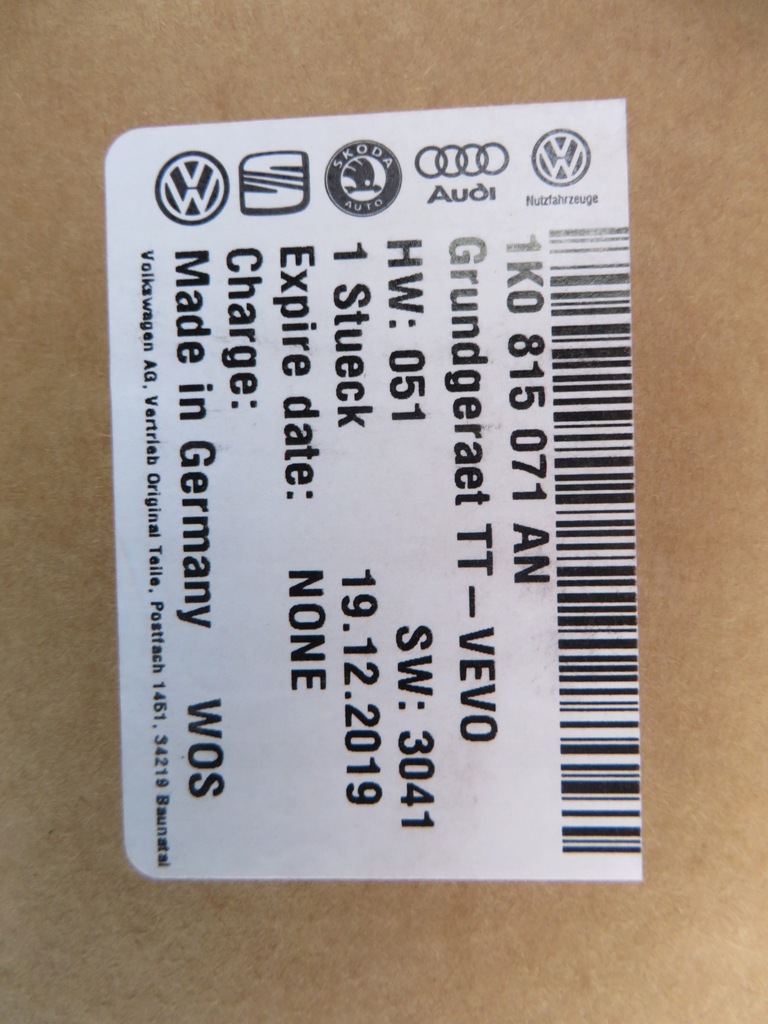 1K0 815 071 AN
Grundgeraet TT-VEVO
HW: 051 SW: 3041
1 Stueck 19.12.2019
Expire date: NONE
Charge:
Made in Germany WOS
Volkswagen AG, Vertrieb Original Teile, Postfach 1451, 34219 Baunatal
SKODA
AUTO
Audi
Nutzfahrzeuge